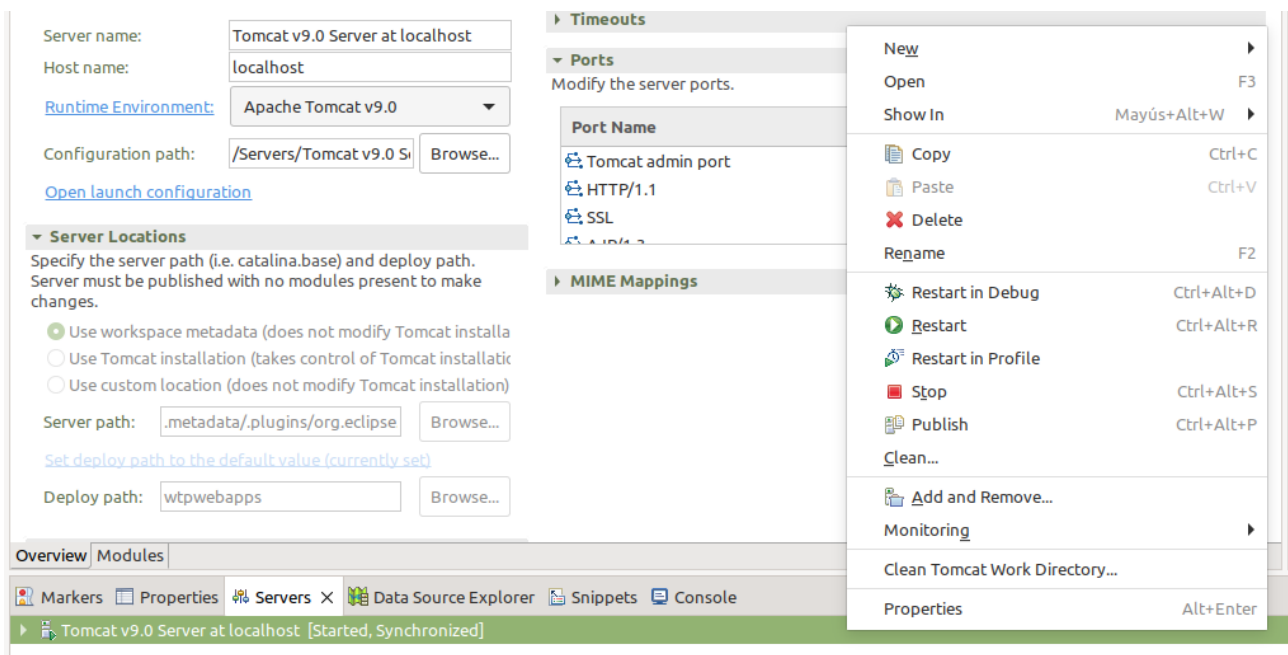 Server name: Tomcat v9.0 Server at localhost
Host name: localhost
Runtime Environment: Apache Tomcat v9.0
Configuration path: /Servers/Tomcat v9.0 Se Browse...
Open launch configuration
Server Locations
Specify the server path (i.e. catalina.base) and deploy path.
Server must be published with no modules present to make
changes.
Use workspace metadata (does not modify Tomcat installa
Use Tomcat installation (takes control of Tomcat installatic
Use custom location (does not modify Tomcat installation)
Server path: .metadata/.plugins/org.eclipse Browse...
Set deploy path to the default value (currently set)
Deploy path: wtpwebapps Browse...
Timeouts
Ports
Modify the server ports.
Port Name
Tomcat admin port
HTTP/1.1
SSL
AJP/1.3
MIME Mappings
New
Open F3
Show In Mayús+Alt+W
Copy Ctrl+C
Paste Ctrl+V
Delete
Rename F2
Restart in Debug Ctrl+Alt+D
Restart Ctrl+Alt+R
Restart in Profile
Stop Ctrl+Alt+S
Publish Ctrl+Alt+P
Clean...
Add and Remove...
Monitoring
Clean Tomcat Work Directory...
Properties Alt+Enter
Overview Modules
Markers Properties Servers Data Source Explorer Snippets Console
Tomcat v9.0 Server at localhost [Started, Synchronized]